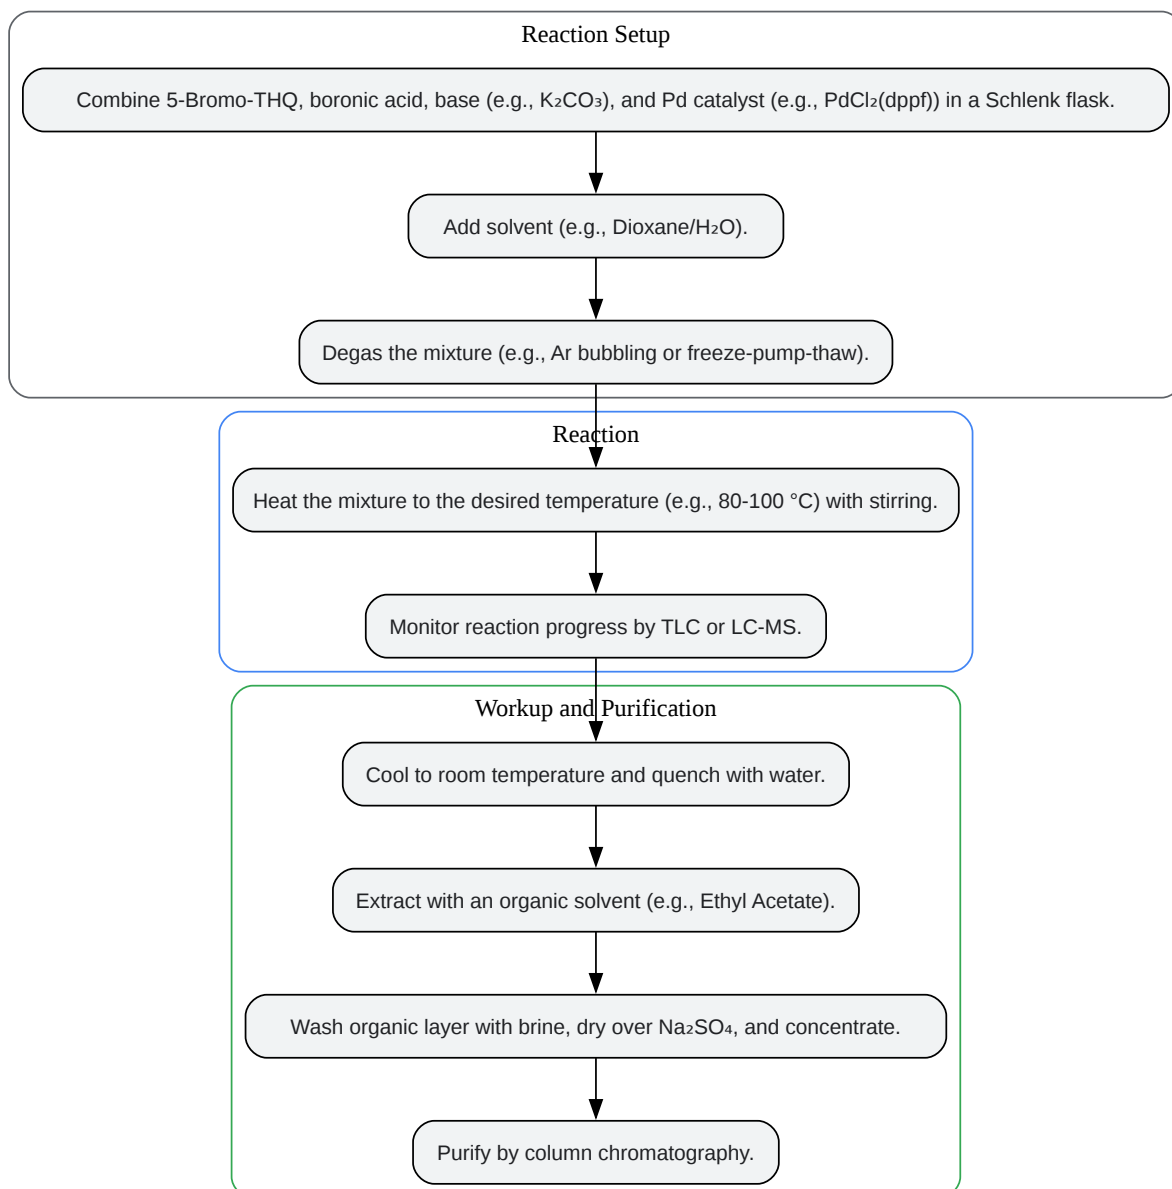 Reaction Setup
Combine 5-Bromo-THQ, boronic acid, base (e.g., K₂CO₃), and Pd catalyst (e.g., PdCl₂(dppf)) in a Schlenk flask.
Add solvent (e.g., Dioxane/H₂O).
Degas the mixture (e.g., Ar bubbling or freeze-pump-thaw).
Reaction
Heat the mixture to the desired temperature (e.g., 80-100 °C) with stirring.
Monitor reaction progress by TLC or LC-MS.
Workup and Purification
Cool to room temperature and quench with water.
Extract with an organic solvent (e.g., Ethyl Acetate).
Wash organic layer with brine, dry over Na₂SO₄, and concentrate.
Purify by column chromatography.